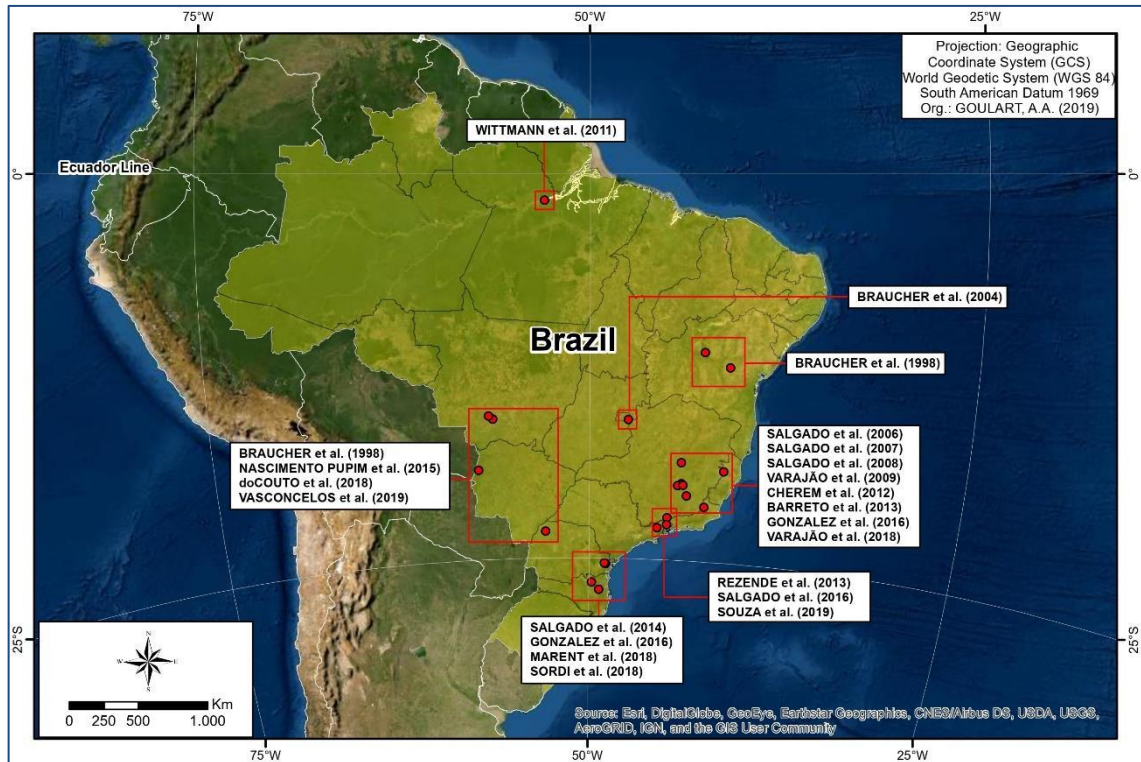 75°W
50°W
25°W
Projection: Geographic
Coordinate System (GCS)
World Geodetic System (WGS 84)
South American Datum 1969
Org.: GOULART, A.A. (2019)
WITTMANN et al. (2011)
Ecuador Line
0°
0°
BRAUCHER et al. (2004)
Brazil
BRAUCHER et al. (1998)
BRAUCHER et al. (1998)
NASCIMENTO PUPIM et al. (2015)
doCOUTO et al. (2018)
VASCONCELOS et al. (2019)
SALGADO et al. (2006)
SALGADO et al. (2007)
SALGADO et al. (2008)
VARAJÃO et al. (2009)
CHEREM et al. (2012)
BARRETO et al. (2013)
GONZALEZ et al. (2016)
VARAJÃO et al. (2018)
REZENDE et al. (2013)
SALGADO et al. (2016)
SOUZA et al. (2019)
SALGADO et al. (2014)
GONZALEZ et al. (2016)
MARENT et al. (2018)
SORDI et al. (2018)
25°S
25°S
N
W E
S
Km
0 250 500 1.000
Source: Esri, DigitalGlobe, GeoEye, Earthstar Geographics, CNES/Airbus DS, USDA, USGS,
AeroGRID, IGN, and the GIS User Community
75°W
50°W
25°W